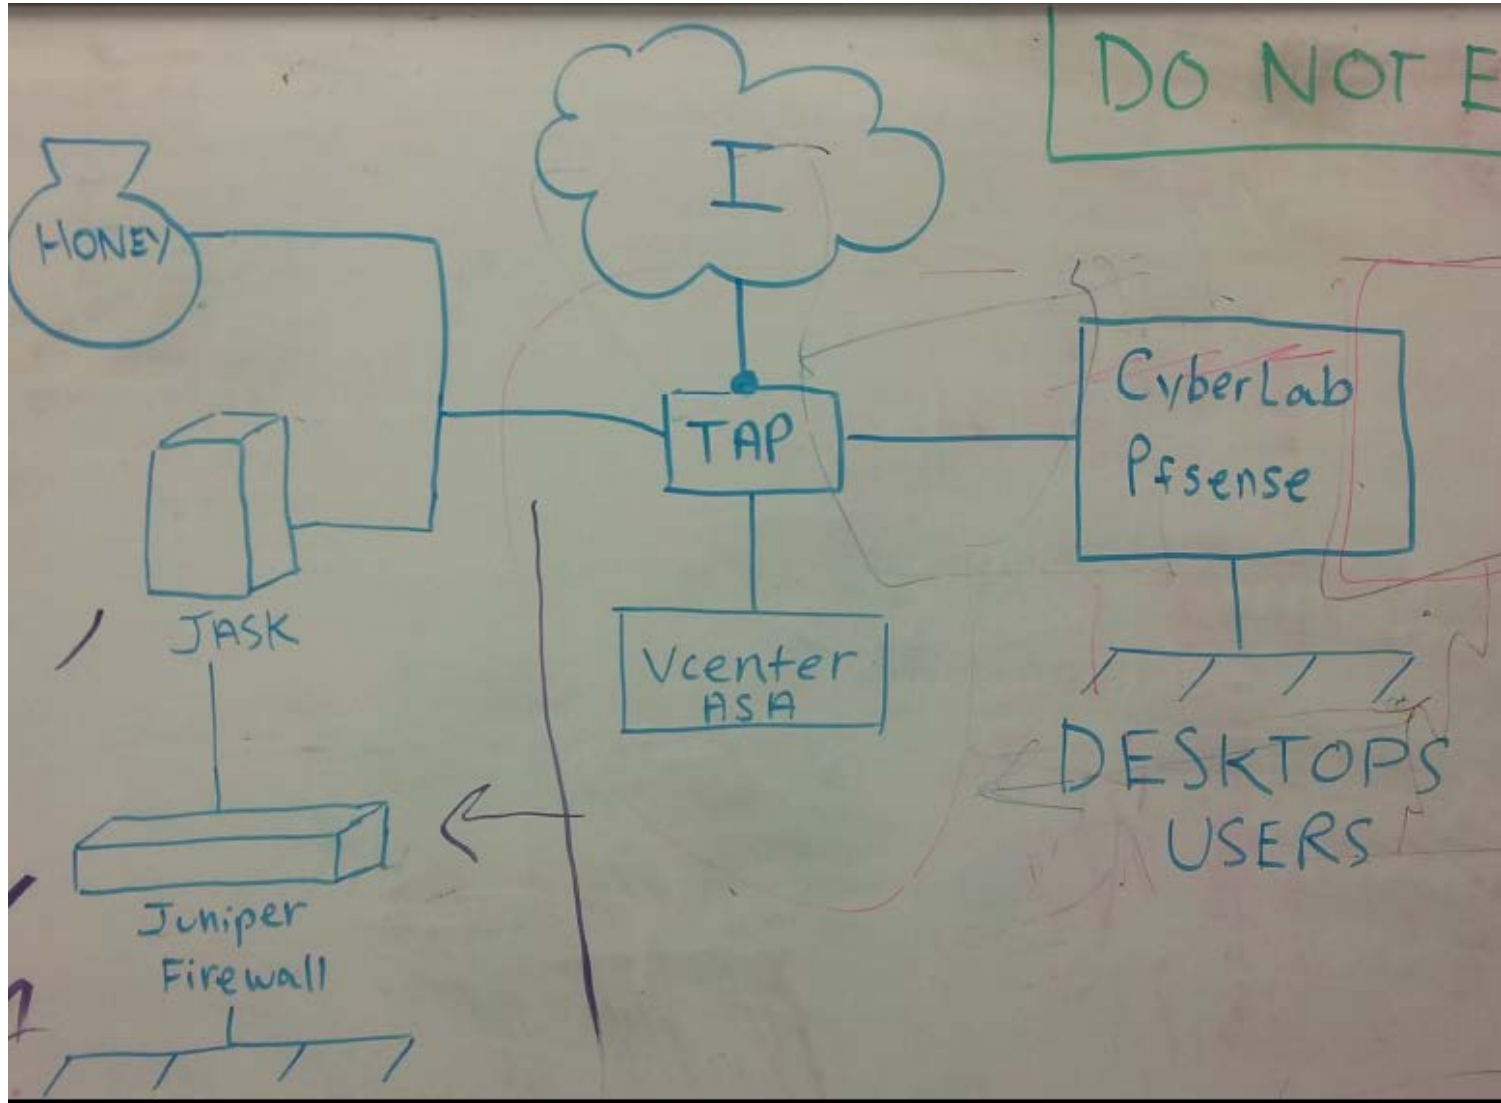 DO NOT E
I
HONEY
TAP
CyberLab
Pfsense
JASK
Vcenter
ASA
DESKTOPS
USERS
Juniper
Firewall